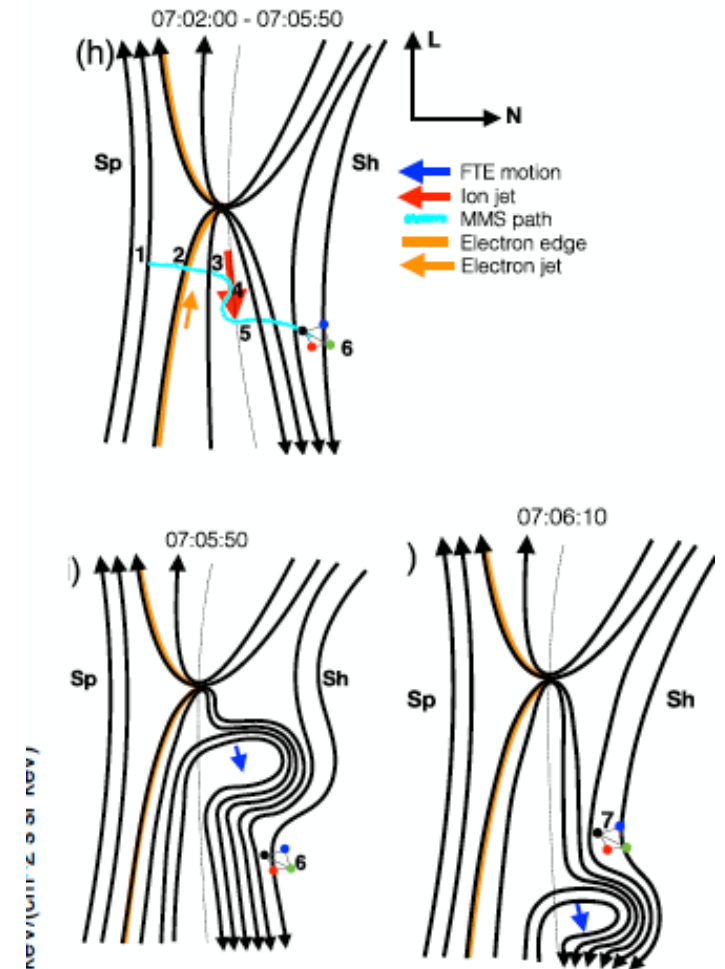 07:02:00 - 07:05:50
(h)
L
N
Sp
Sh
FTE motion
Ion jet
MMS path
Electron edge
Electron jet
1
2
3
4
5
6
07:05:50
)
Sp
Sh
6
07:06:10
)
Sp
Sh
7